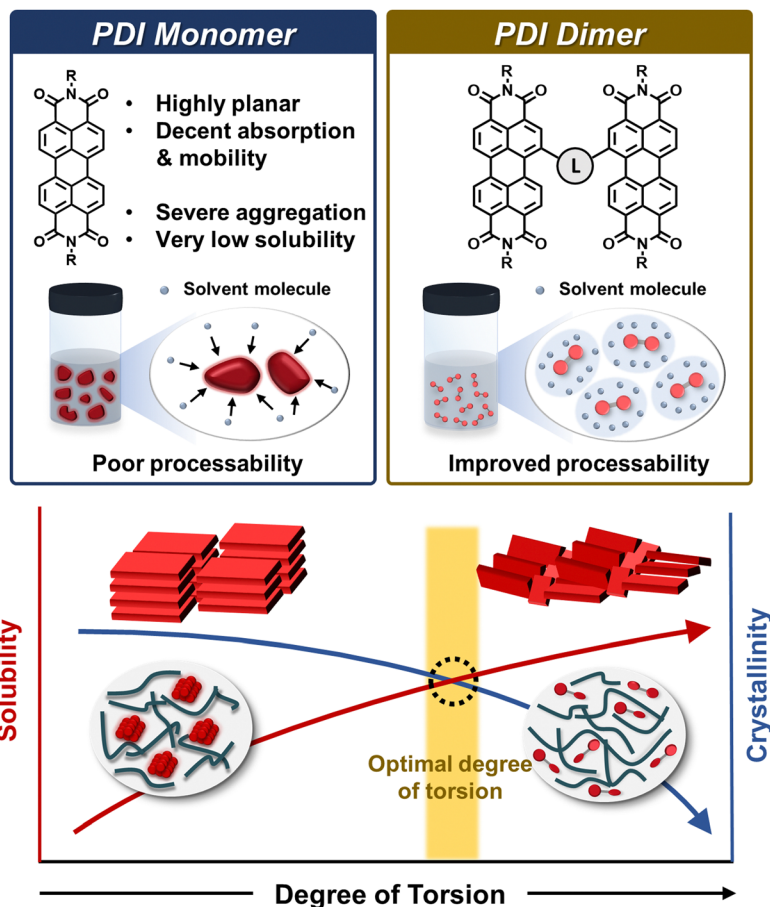 PDI Monomer
R
O N O
O N O
R
• Highly planar
• Decent absorption
& mobility
• Severe aggregation
• Very low solubility
Solvent molecule
Poor processability
PDI Dimer
R R
O N O O N O
L
O N O O N O
R R
Solvent molecule
Improved processability
Solubility
Crystallinity
Optimal degree
of torsion
Degree of Torsion